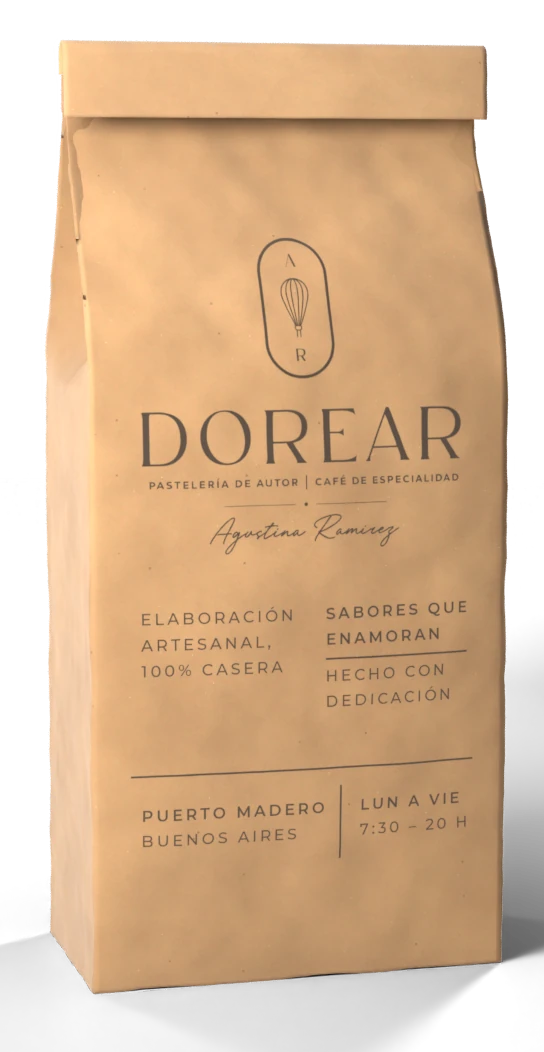 A
R
DOREAR
PASTELERÍA DE AUTOR | CAFÉ DE ESPECIALIDAD
Agustina Ramirez
ELABORACIÓN
ARTESANAL,
100% CASERA
SABORES QUE
ENAMORAN
HECHO CON
DEDICACIÓN
PUERTO MADERO
BUENOS AIRES
LUN A VIE
7:30 – 20 H